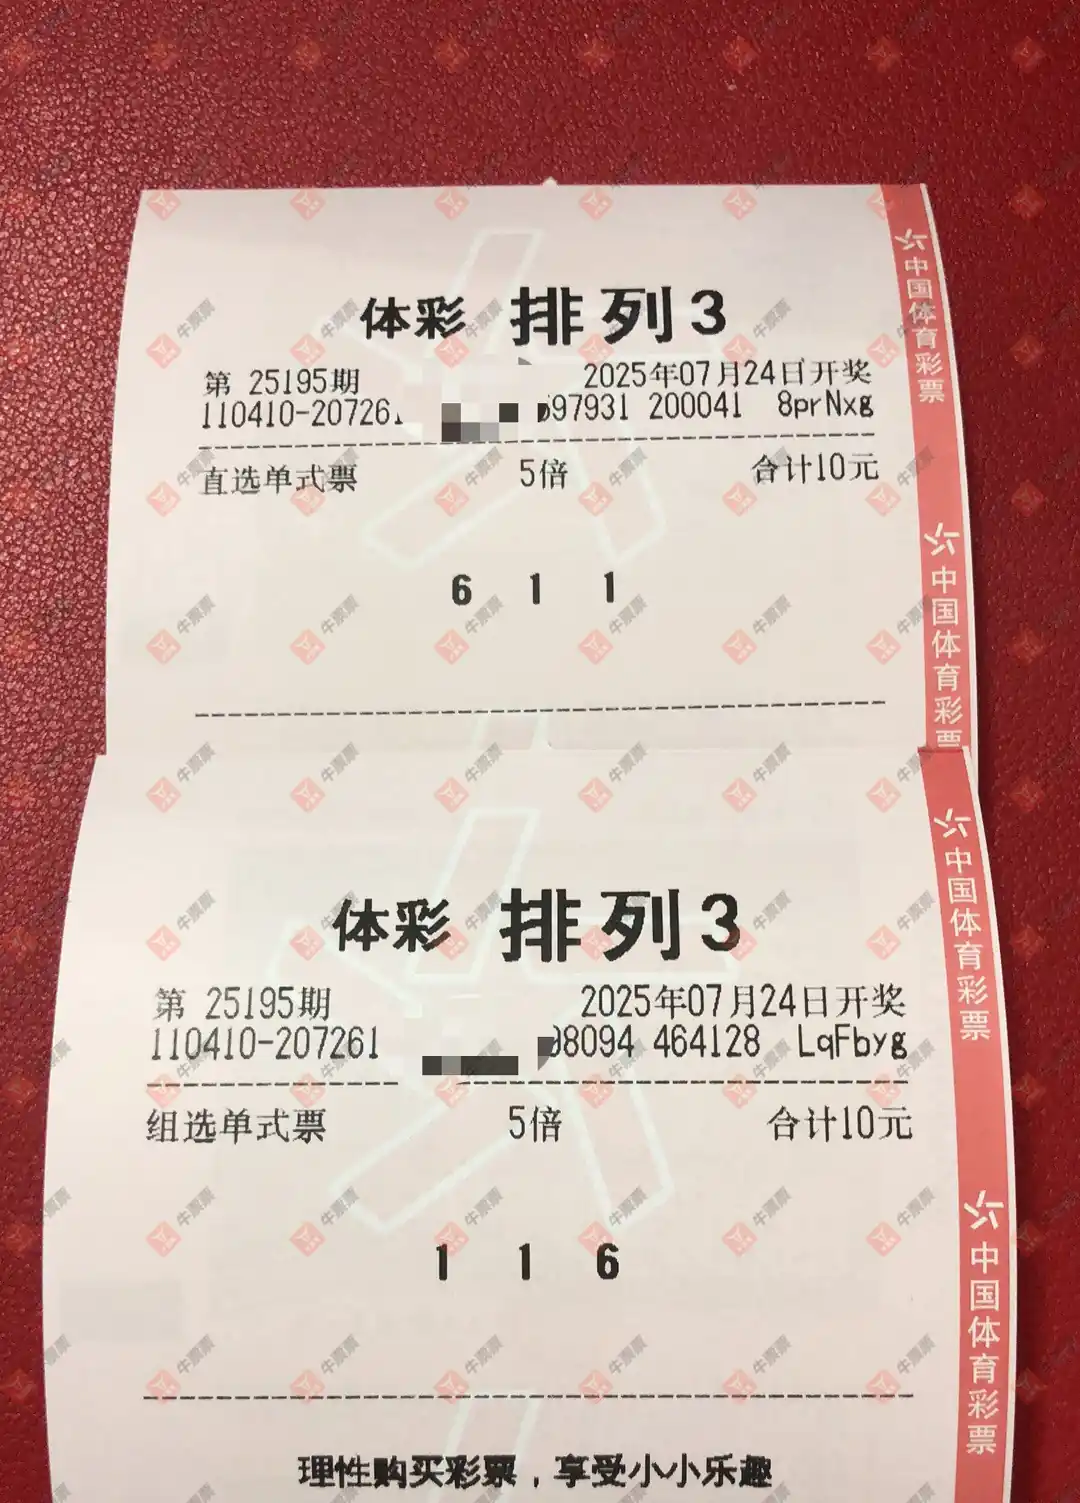 体彩 排列3
第 25195期 2025年07月24日开奖
110410-207261 597931 200041 8prNxg
直选单式票 5倍 合计10元
6 1 1
中国体育彩票
中国体育彩票
体彩 排列3
第 25195期 2025年07月24日开奖
110410-207261 98094 464128 LqFbyg
组选单式票 5倍 合计10元
1 1 6
理性购买彩票，享受小小乐趣
中国体育彩票
中国体育彩票
牛票票